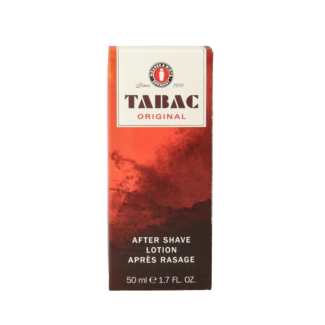 Since 1959
TABAC
ORIGINAL
AFTER SHAVE
LOTION
APRÈS RASAGE
50 ml ℮ 1.7 FL. OZ.